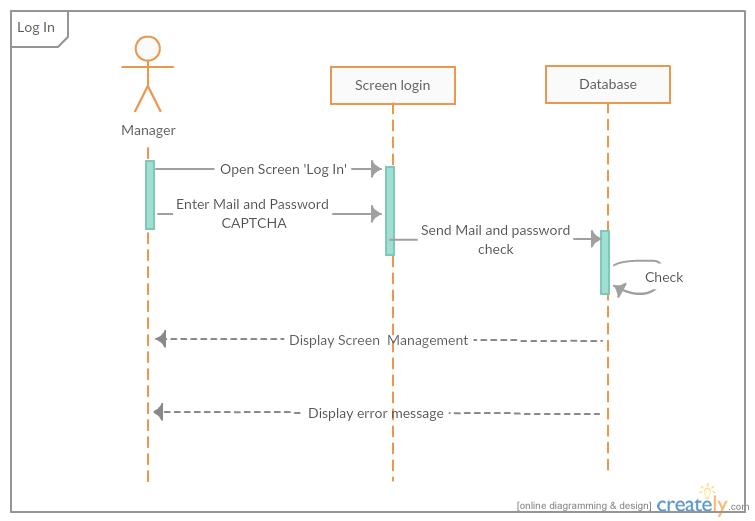 Log In
Manager
Screen login
Database
Open Screen 'Log In'
Enter Mail and Password
CAPTCHA
Send Mail and password
check
Check
Display Screen Management
Display error message
[online diagramming & design] creately.com